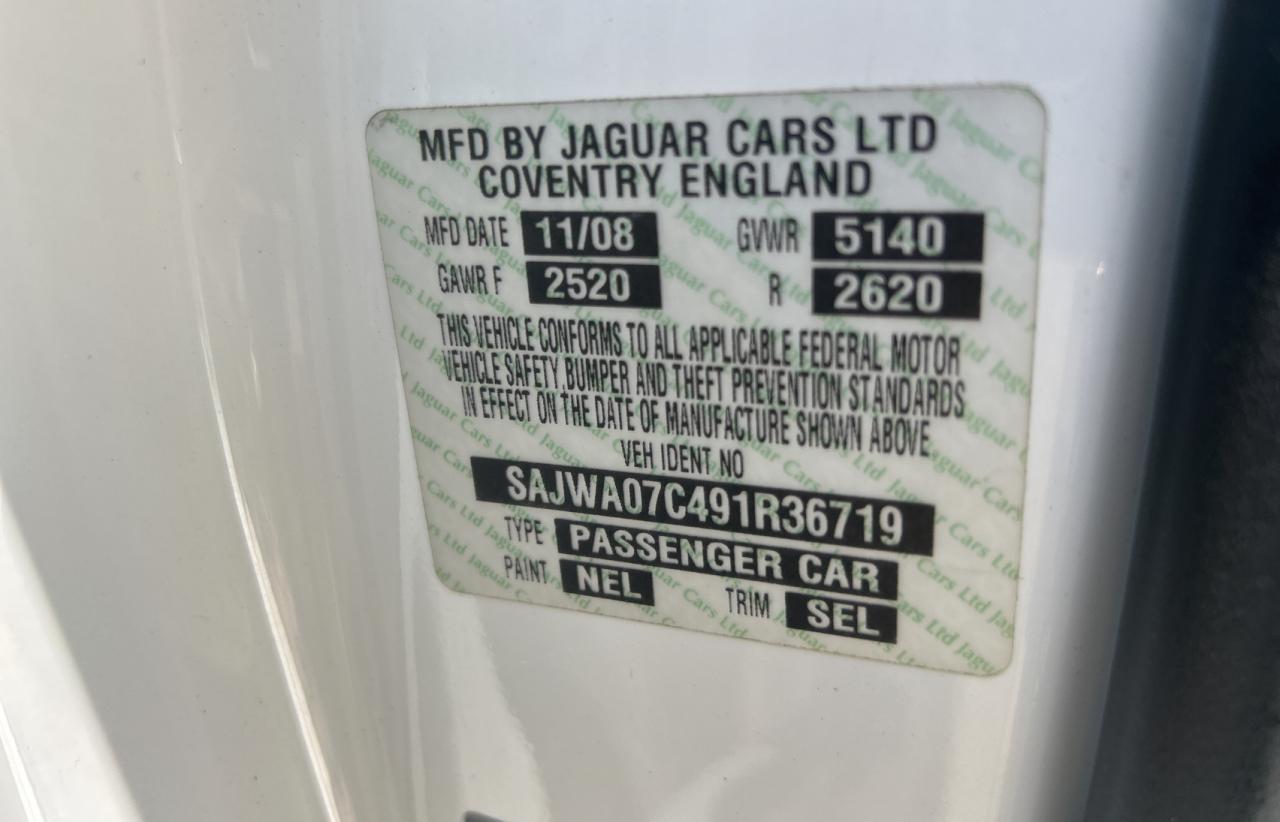 MFD BY JAGUAR CARS LTD
COVENTRY ENGLAND
MFD DATE 11/08 GVWR 5140
GAWR F 2520 R 2620
THIS VEHICLE CONFORMS TO ALL APPLICABLE FEDERAL MOTOR
VEHICLE SAFETY, BUMPER AND THEFT PREVENTION STANDARDS
IN EFFECT ON THE DATE OF MANUFACTURE SHOWN ABOVE
VEH IDENT NO
SAJWA07C491R36719
TYPE PASSENGER CAR
PAINT NEL TRIM SEL